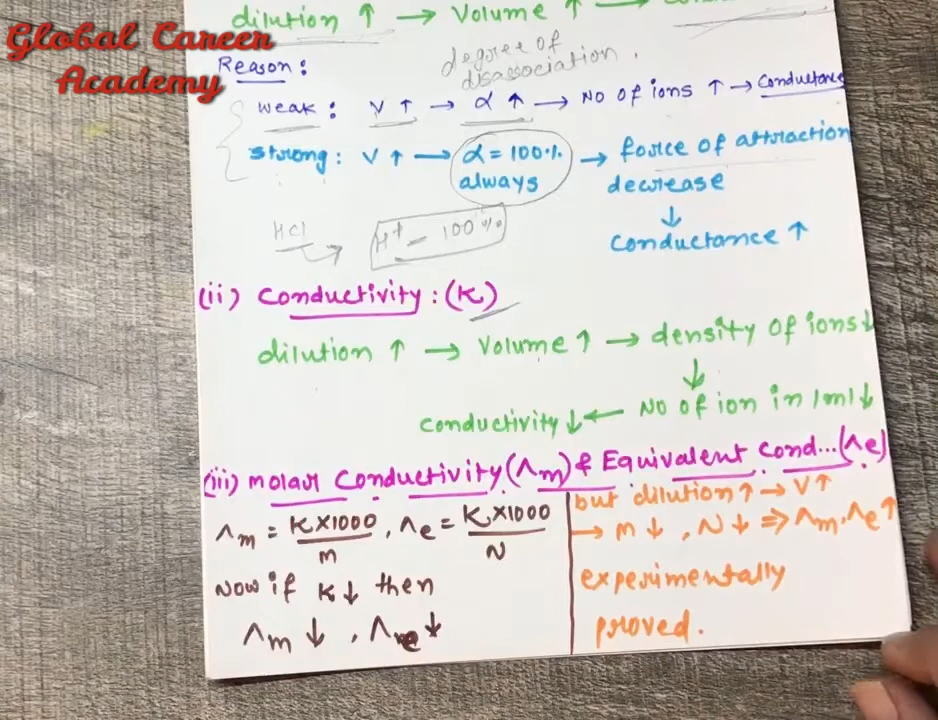 dilution ↑ → Volume ↑ →
Global Career
Academy
Reason:
degree of
disassociation.
weak: V ↑ → α ↑ → No of ions ↑ → Conductance
strong: V ↑ → α = 100% → force of attraction
always decrease
↓
HCl → H+ — 100%
Conductance ↑
(ii) Conductivity: (K)
dilution ↑ → Volume ↑ → density of ions ↓
↓
Conductivity ↓ ← No of ion in 1ml ↓
(iii) Molar Conductivity (Λm) & Equivalent Cond...(Λe)
Λm = K×1000/M , Λe = K×1000/N
Now if K↓ then
Λm ↓ , Λe ↓
but dilution ↑ → V↑
→ M ↓ , N ↓ ⇒ Λm, Λe ↑
experimentally
proved.